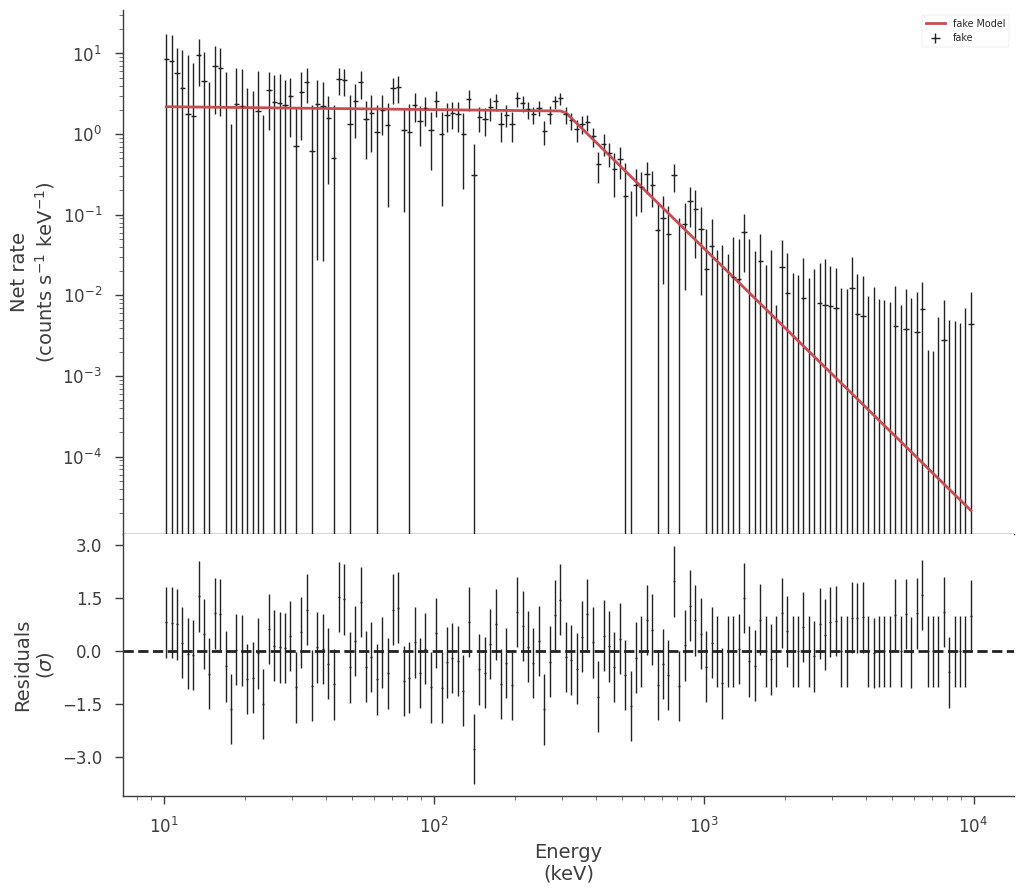 fake Model
fake
Net rate
(counts s⁻¹ keV⁻¹)
10¹
10⁰
10⁻¹
10⁻²
10⁻³
10⁻⁴
Residuals
(σ)
3.0
1.5
0.0
−1.5
−3.0
10¹ 10² 10³ 10⁴
Energy
(keV)